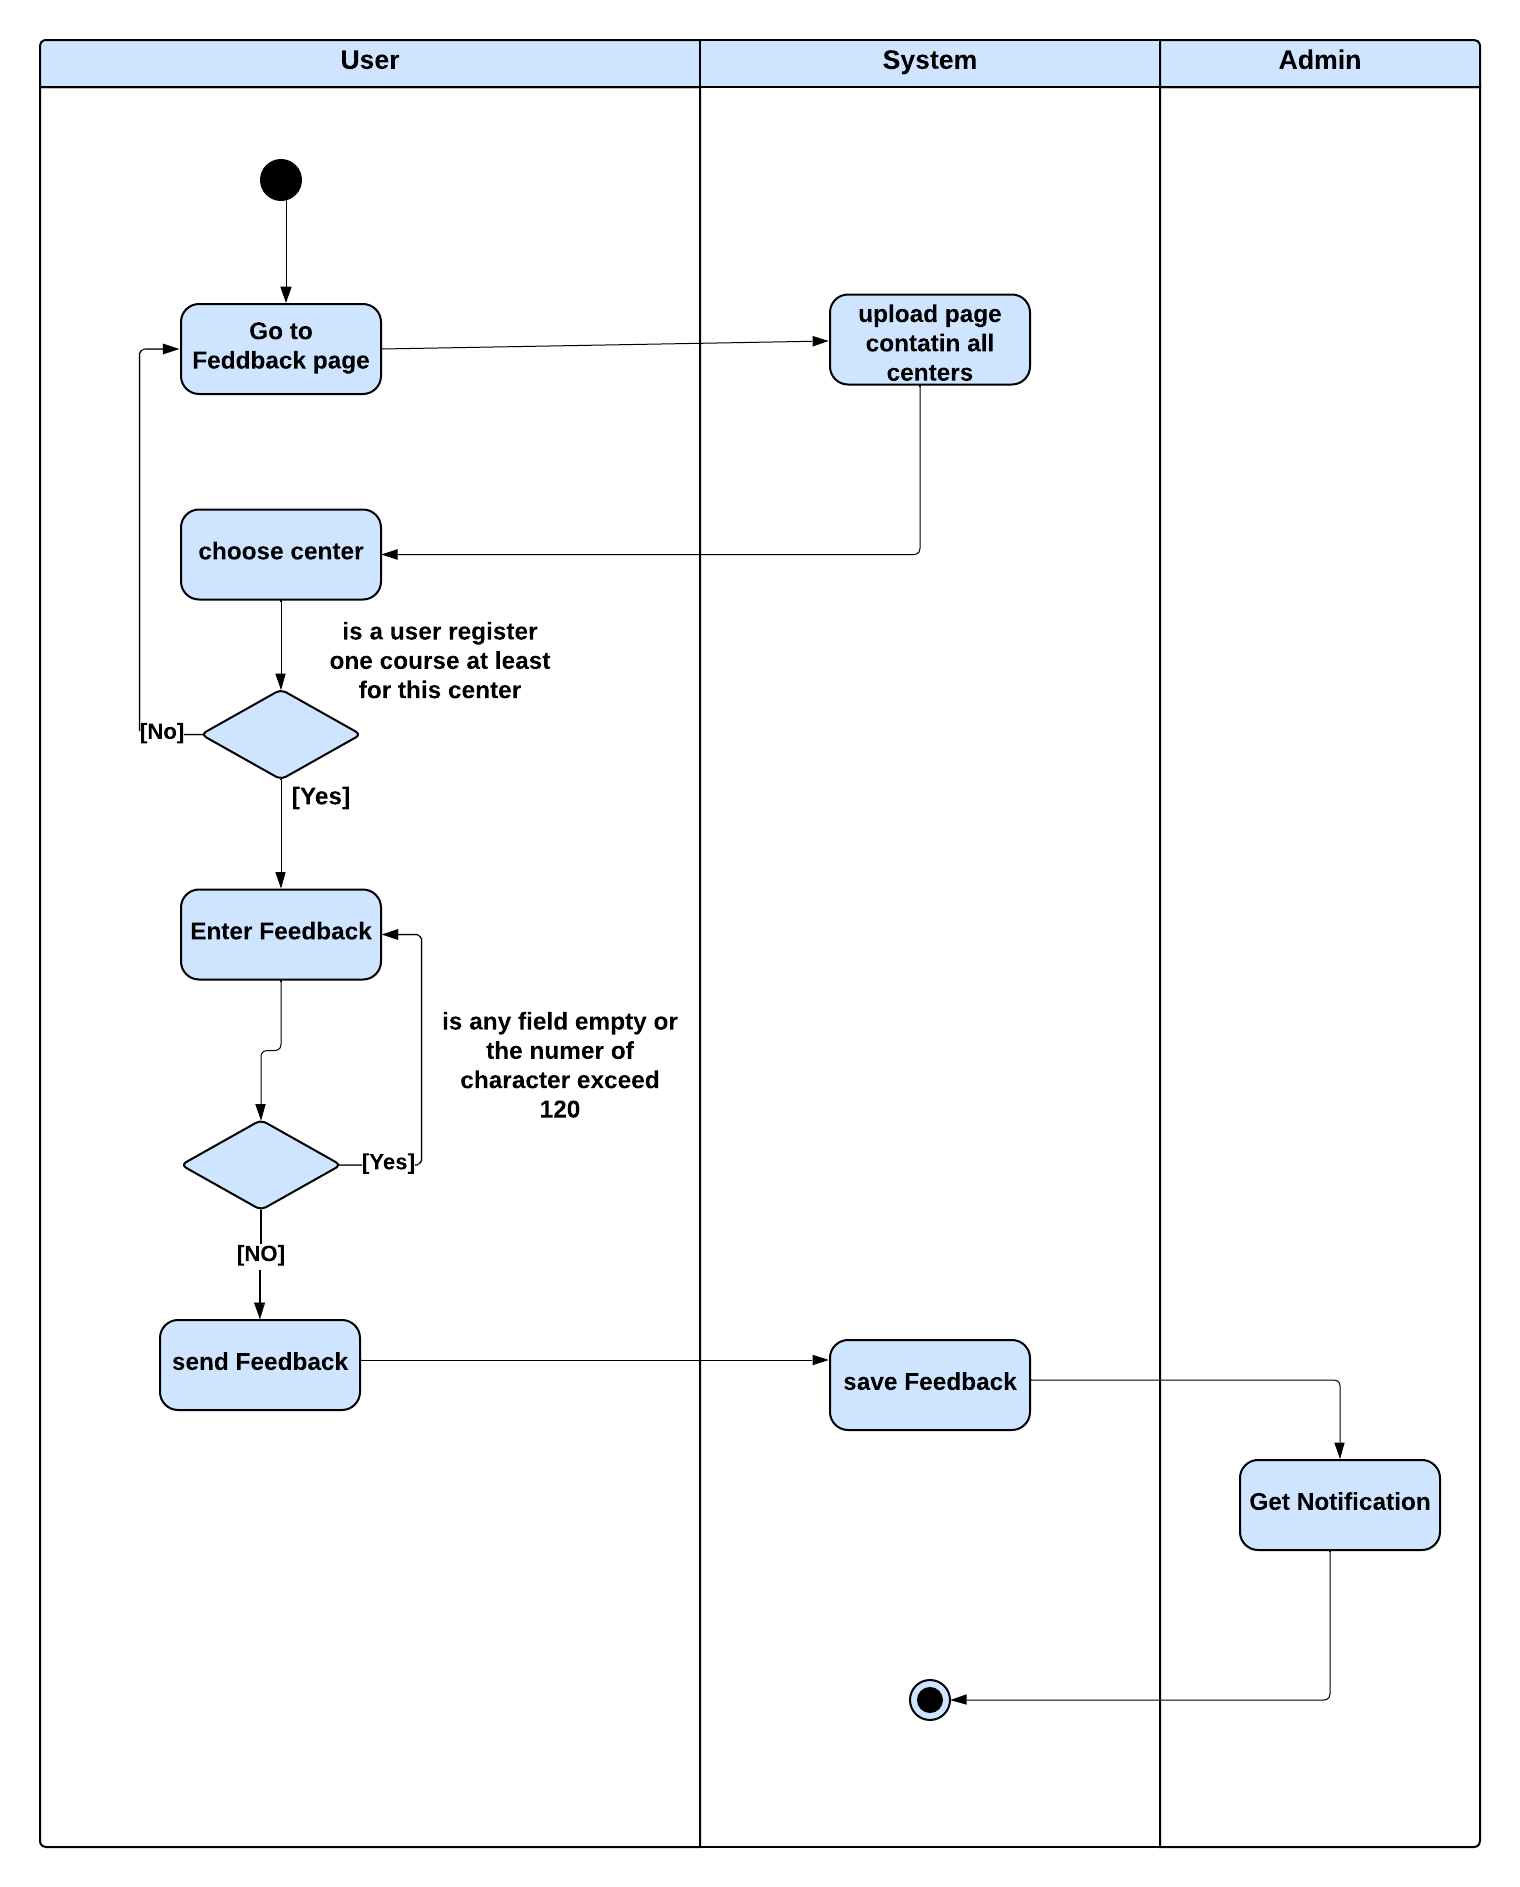 User
System
Admin
Go to
Feddback page
upload page
contatin all
centers
choose center
is a user register
one course at least
for this center
[No]
[Yes]
Enter Feedback
is any field empty or
the numer of
character exceed
120
[Yes]
[NO]
send Feedback
save Feedback
Get Notification